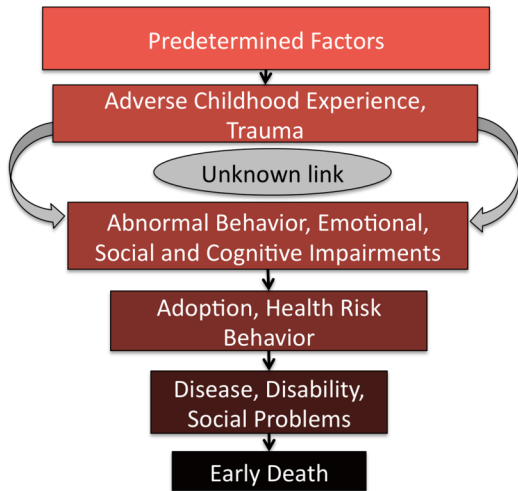 Predetermined Factors
Adverse Childhood Experience,
Trauma
Unknown link
Abnormal Behavior, Emotional,
Social and Cognitive Impairments
Adoption, Health Risk
Behavior
Disease, Disability,
Social Problems
Early Death